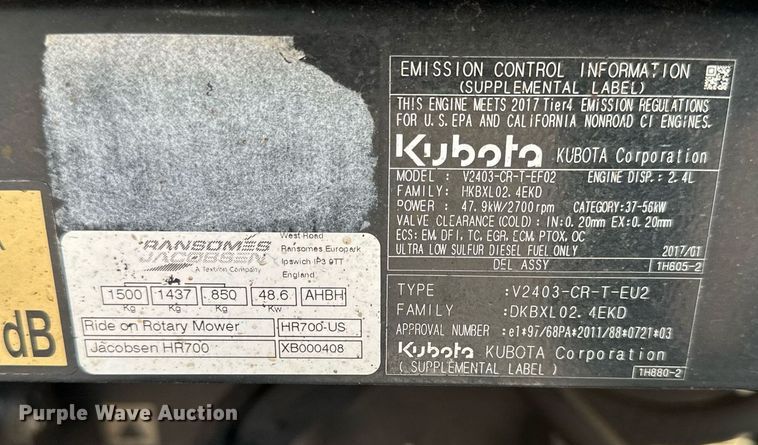 EMISSION CONTROL INFORMATION
(SUPPLEMENTAL LABEL)
THIS ENGINE MEETS 2017 Tier4 EMISSION REGULATIONS
FOR U.S. EPA AND CALIFORNIA NONROAD CI ENGINES.
Kubota KUBOTA Corporation
MODEL : V2403-CR-T-EF02 ENGINE DISP.: 2.4L
FAMILY: HKBXL02.4EKD
POWER : 47.9kW/2700rpm CATEGORY:37-56kW
VALVE CLEARANCE (COLD) : IN:0.20mm EX:0.20mm
ECS: EM, DFI, TC, EGR, ECM, PTOX, OC
ULTRA LOW SULFUR DIESEL FUEL ONLY 2017/01
DEL ASSY 1H605-2
TYPE :V2403-CR-T-EU2
FAMILY :DKBXL02.4EKD
APPROVAL NUMBER :e1*97/68PA*2011/88*0721*03
Kubota KUBOTA Corporation
(SUPPLEMENTAL LABEL) 1H880-2
RANSOMES
JACOBSEN
A Textron Company
West Road
Ransomes Europark
Ipswich IP3 9TT
England
1500 1437 850 48.6 AHBH
Kw
Ride on Rotary Mower HR700-US
Jacobsen HR700 XB000408
dB
Purple Wave Auction